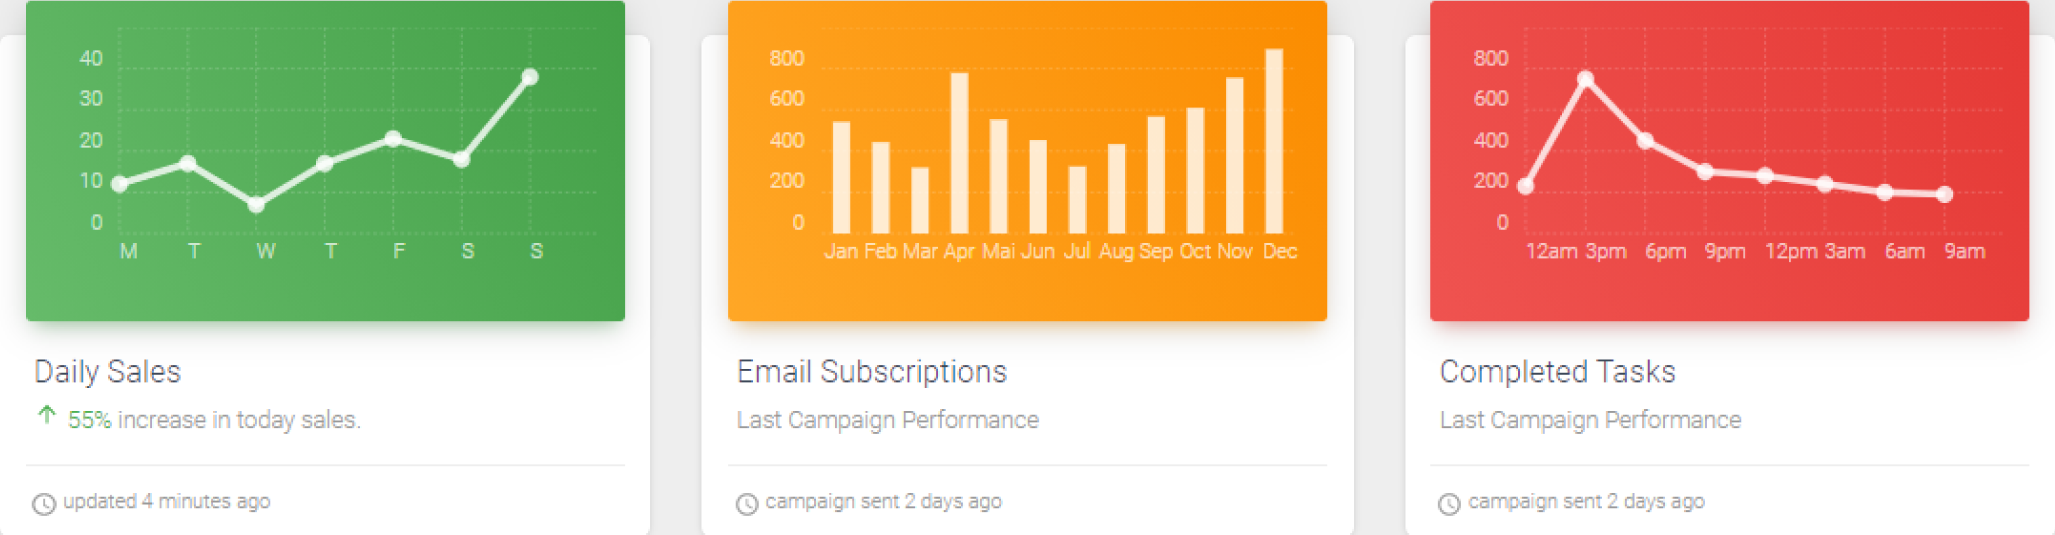 40
30
20
10
0
M T W T F S S
Daily Sales
55% increase in today sales.
updated 4 minutes ago
800
600
400
200
0
Jan Feb Mar Apr Mai Jun Jul Aug Sep Oct Nov Dec
Email Subscriptions
Last Campaign Performance
campaign sent 2 days ago
800
600
400
200
0
12am 3pm 6pm 9pm 12pm 3am 6am 9am
Completed Tasks
Last Campaign Performance
campaign sent 2 days ago